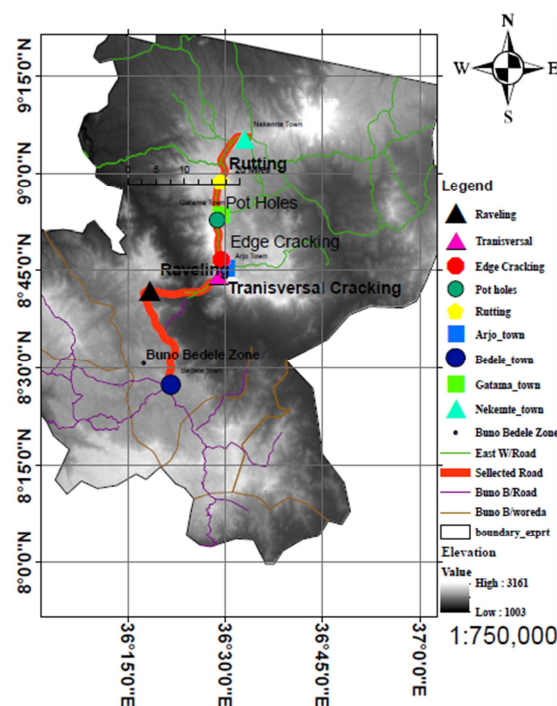 N
W
E
S
9°15'0"N
9°0'0"N
8°45'0"N
8°30'0"N
8°15'0"N
8°0'0"N
Nekemte Town
Rutting
0 5 10 20 Miles
Gatama Town
Pot Holes
Edge Cracking
Arjo Town
Raveling
Tranisversal Cracking
Buno Bedele Zone
Bedele Town
36°15'0"E
36°30'0"E
36°45'0"E
37°0'0"E
Legend
Raveling
Tranisversal
Edge Cracking
Pot holes
Rutting
Arjo_town
Bedele_town
Gatama_town
Nekemte_town
Buno Bedele Zone
East W/Road
Sellected Road
Buno B/Road
Buno B/woreda
boundary_exprt
Elevation
Value
High : 3161
Low : 1003
1:750,000